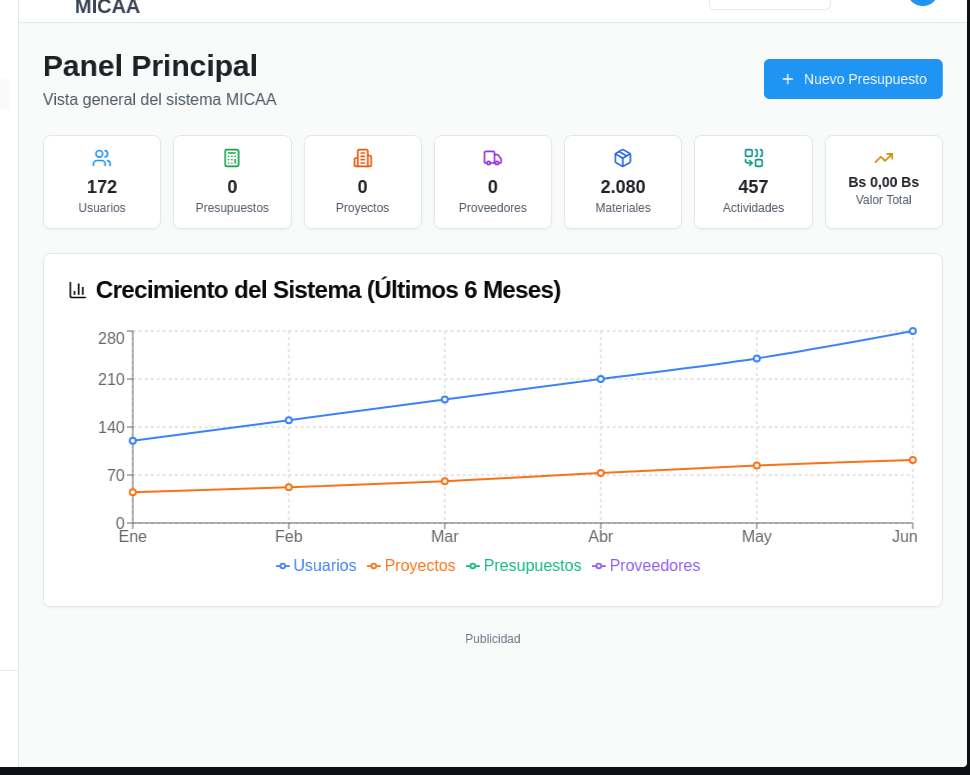 MICAA
Panel Principal
Vista general del sistema MICAA
Nuevo Presupuesto
172
Usuarios
0
Presupuestos
0
Proyectos
0
Proveedores
2.080
Materiales
457
Actividades
Bs 0,00 Bs
Valor Total
Crecimiento del Sistema (Últimos 6 Meses)
280
210
140
70
0
Ene Feb Mar Abr May Jun
Usuarios Proyectos Presupuestos Proveedores
Publicidad